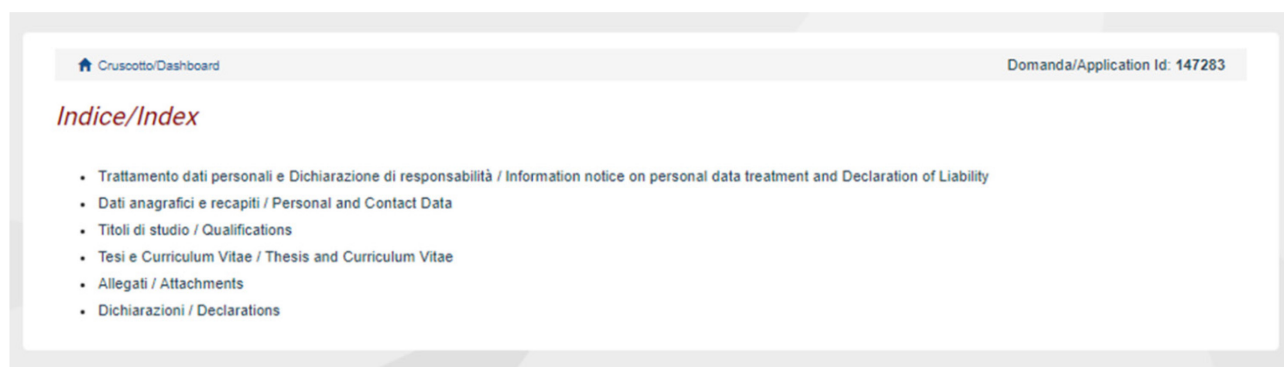 Cruscotto/Dashboard
Domanda/Application Id: 147283
Indice/Index
• Trattamento dati personali e Dichiarazione di responsabilità / Information notice on personal data treatment and Declaration of Liability
• Dati anagrafici e recapiti / Personal and Contact Data
• Titoli di studio / Qualifications
• Tesi e Curriculum Vitae / Thesis and Curriculum Vitae
• Allegati / Attachments
• Dichiarazioni / Declarations